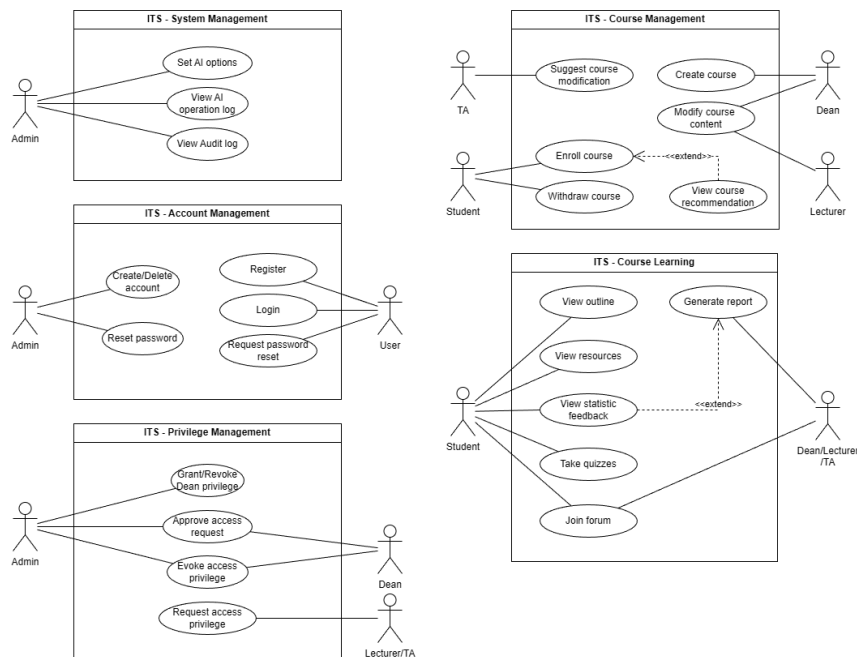 ITS - System Management
Set AI options
View AI
operation log
View Audit log
Admin
ITS - Account Management
Create/Delete
account
Reset password
Register
Login
Request password
reset
Admin
User
ITS - Privilege Management
Grant/Revoke
Dean privilege
Approve access
request
Evoke access
privilege
Request access
privilege
Admin
Dean
Lecturer/TA
ITS - Course Management
Suggest course
modification
Create course
Modify course
content
Enroll course
<<extend>>
Withdraw course
View course
recommendation
TA
Dean
Student
Lecturer
ITS - Course Learning
View outline
Generate report
View resources
View statistic
feedback
<<extend>>
Take quizzes
Join forum
Student
Dean/Lecturer
/TA